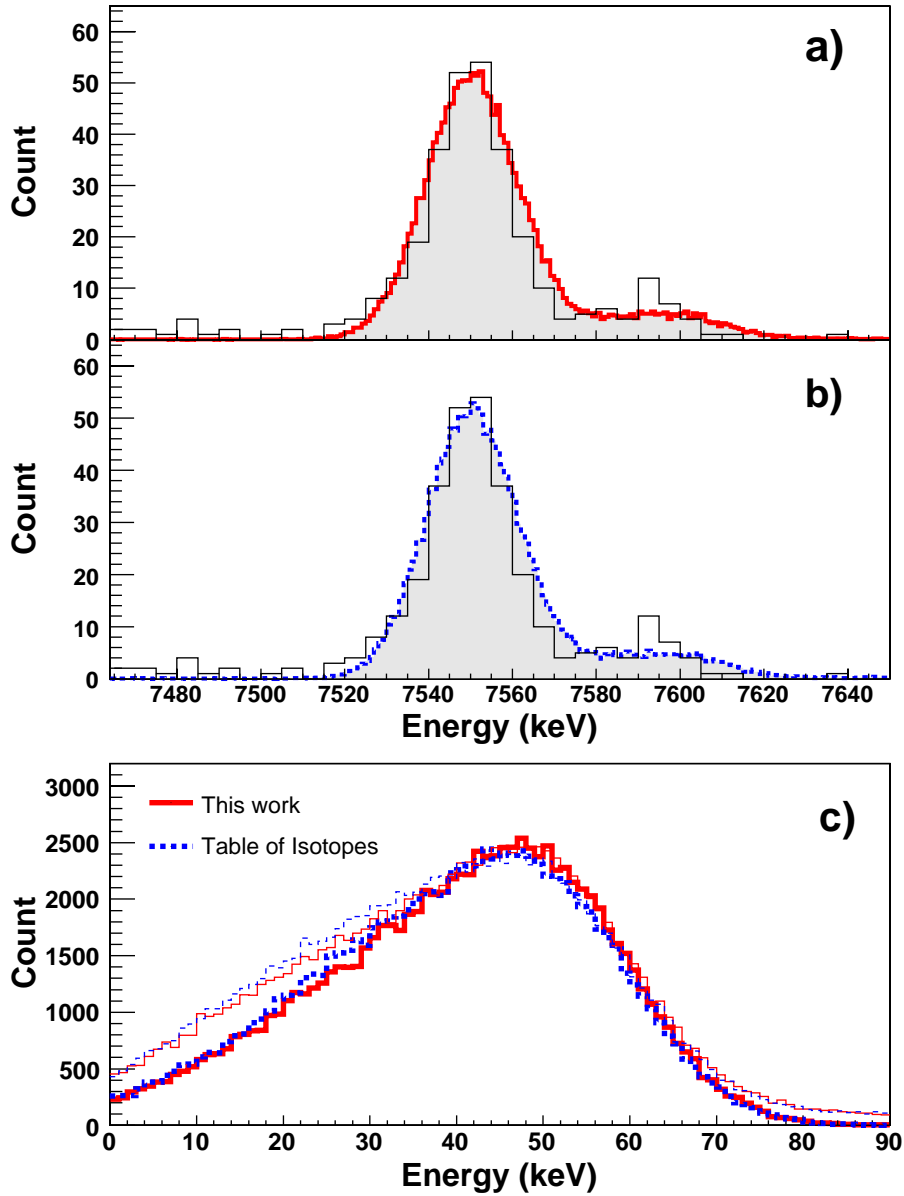 a)
60
50
40
30
20
10
0
Count
b)
60
50
40
30
20
10
0
Count
7480 7500 7520 7540 7560 7580 7600 7620 7640
Energy (keV)
c)
This work
Table of Isotopes
3000
2500
2000
1500
1000
500
0
Count
0 10 20 30 40 50 60 70 80 90
Energy (keV)